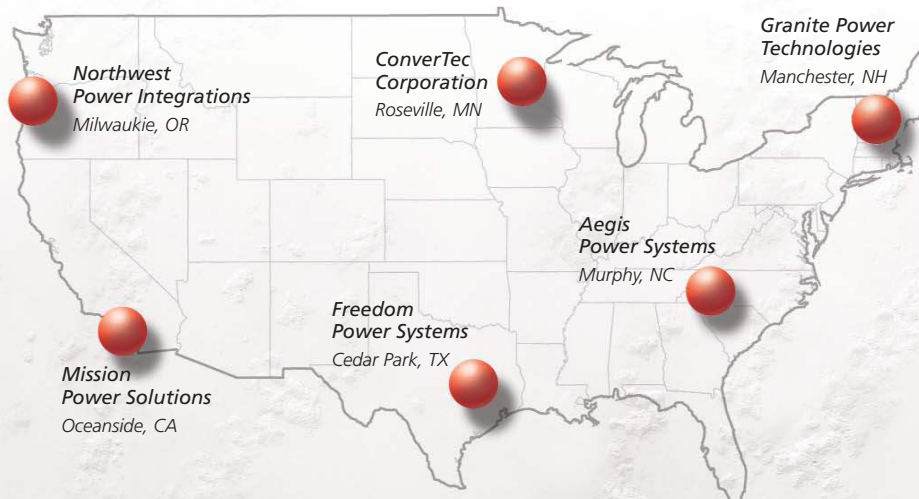 Northwest
Power Integrations
Milwaukie, OR
ConverTec
Corporation
Roseville, MN
Granite Power
Technologies
Manchester, NH
Aegis
Power Systems
Murphy, NC
Freedom
Power Systems
Cedar Park, TX
Mission
Power Solutions
Oceanside, CA